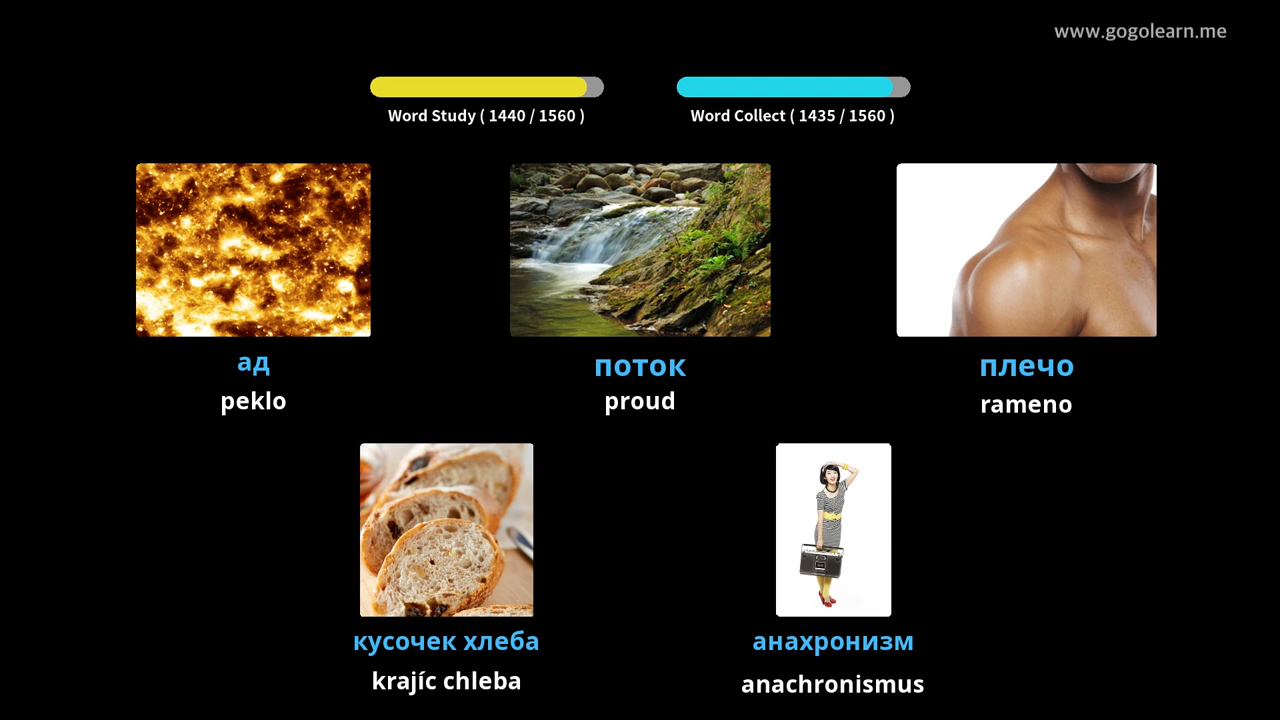 www.gogolearn.me
Word Study ( 1440 / 1560 )
Word Collect ( 1435 / 1560 )
ад
peklo
поток
proud
плечо
rameno
кусочек хлеба
krajíc chleba
анахронизм
anachronismus